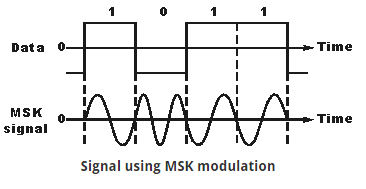 1 0 1 1
Data 0 Time
MSK
signal 0 Time
Signal using MSK modulation